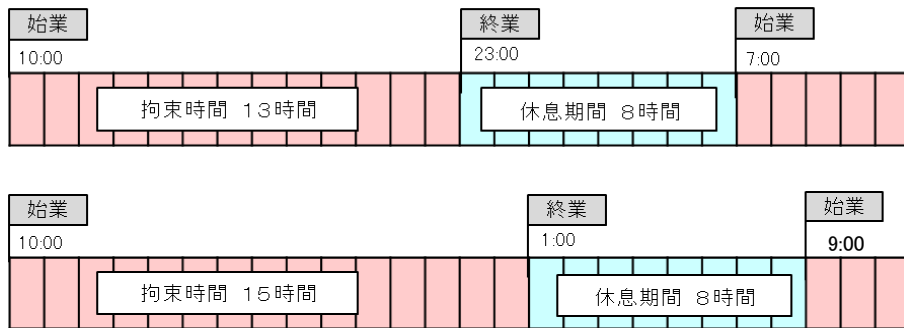 始業 終業 始業
10:00 23:00 7:00
拘束時間 13時間 休息期間 8時間
始業 終業 始業
10:00 1:00 9:00
拘束時間 15時間 休息期間 8時間